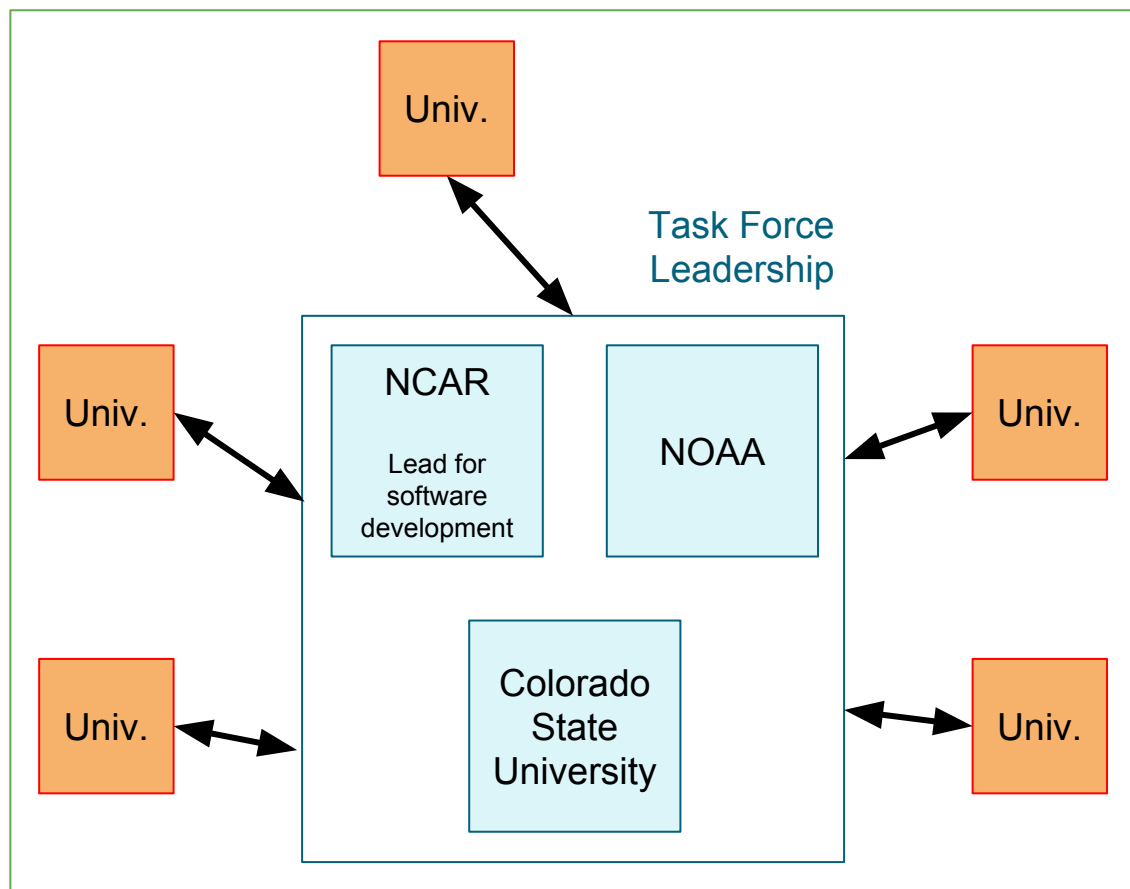 Univ.
Task Force
Leadership
Univ.
NCAR
Lead for
software
development
NOAA
Univ.
Univ.
Colorado
State
University
Univ.